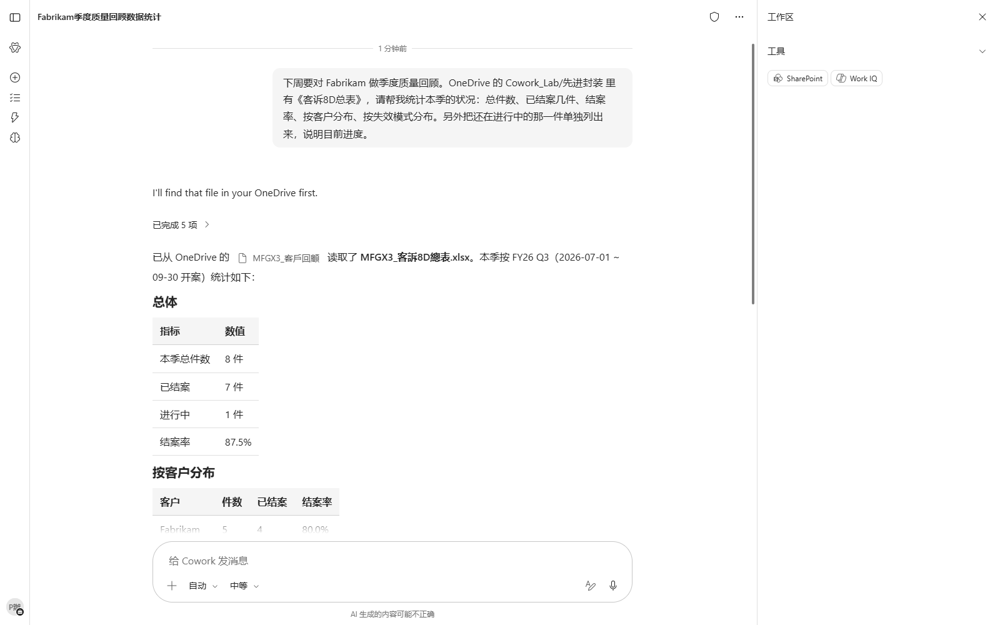 Fabrikam季度质量回顾数据统计
1 分钟前
下周要对 Fabrikam 做季度质量回顾。OneDrive 的 Cowork_Lab/先进封装 里
有《客诉8D总表》，请帮我统计本季的状况：总件数、已结案几件、结案
率、按客户分布、按失效模式分布。另外把还在进行中的那一件单独列出
来，说明目前进度。
I'll find that file in your OneDrive first.
已完成 5 项
已从 OneDrive 的 MFGX3_客戶回顧 读取了 MFGX3_客訴8D總表.xlsx。本季按 FY26 Q3（2026-07-01 ~
09-30 开案）统计如下：
总体
指标 数值
本季总件数 8 件
已结案 7 件
进行中 1 件
结案率 87.5%
按客户分布
客户 件数 已结案 结案率
Fabrikam 5 4 80.0%
给 Cowork 发消息
自动 中等
AI 生成的内容可能不正确
P辦
工作区
工具
SharePoint
Work IQ